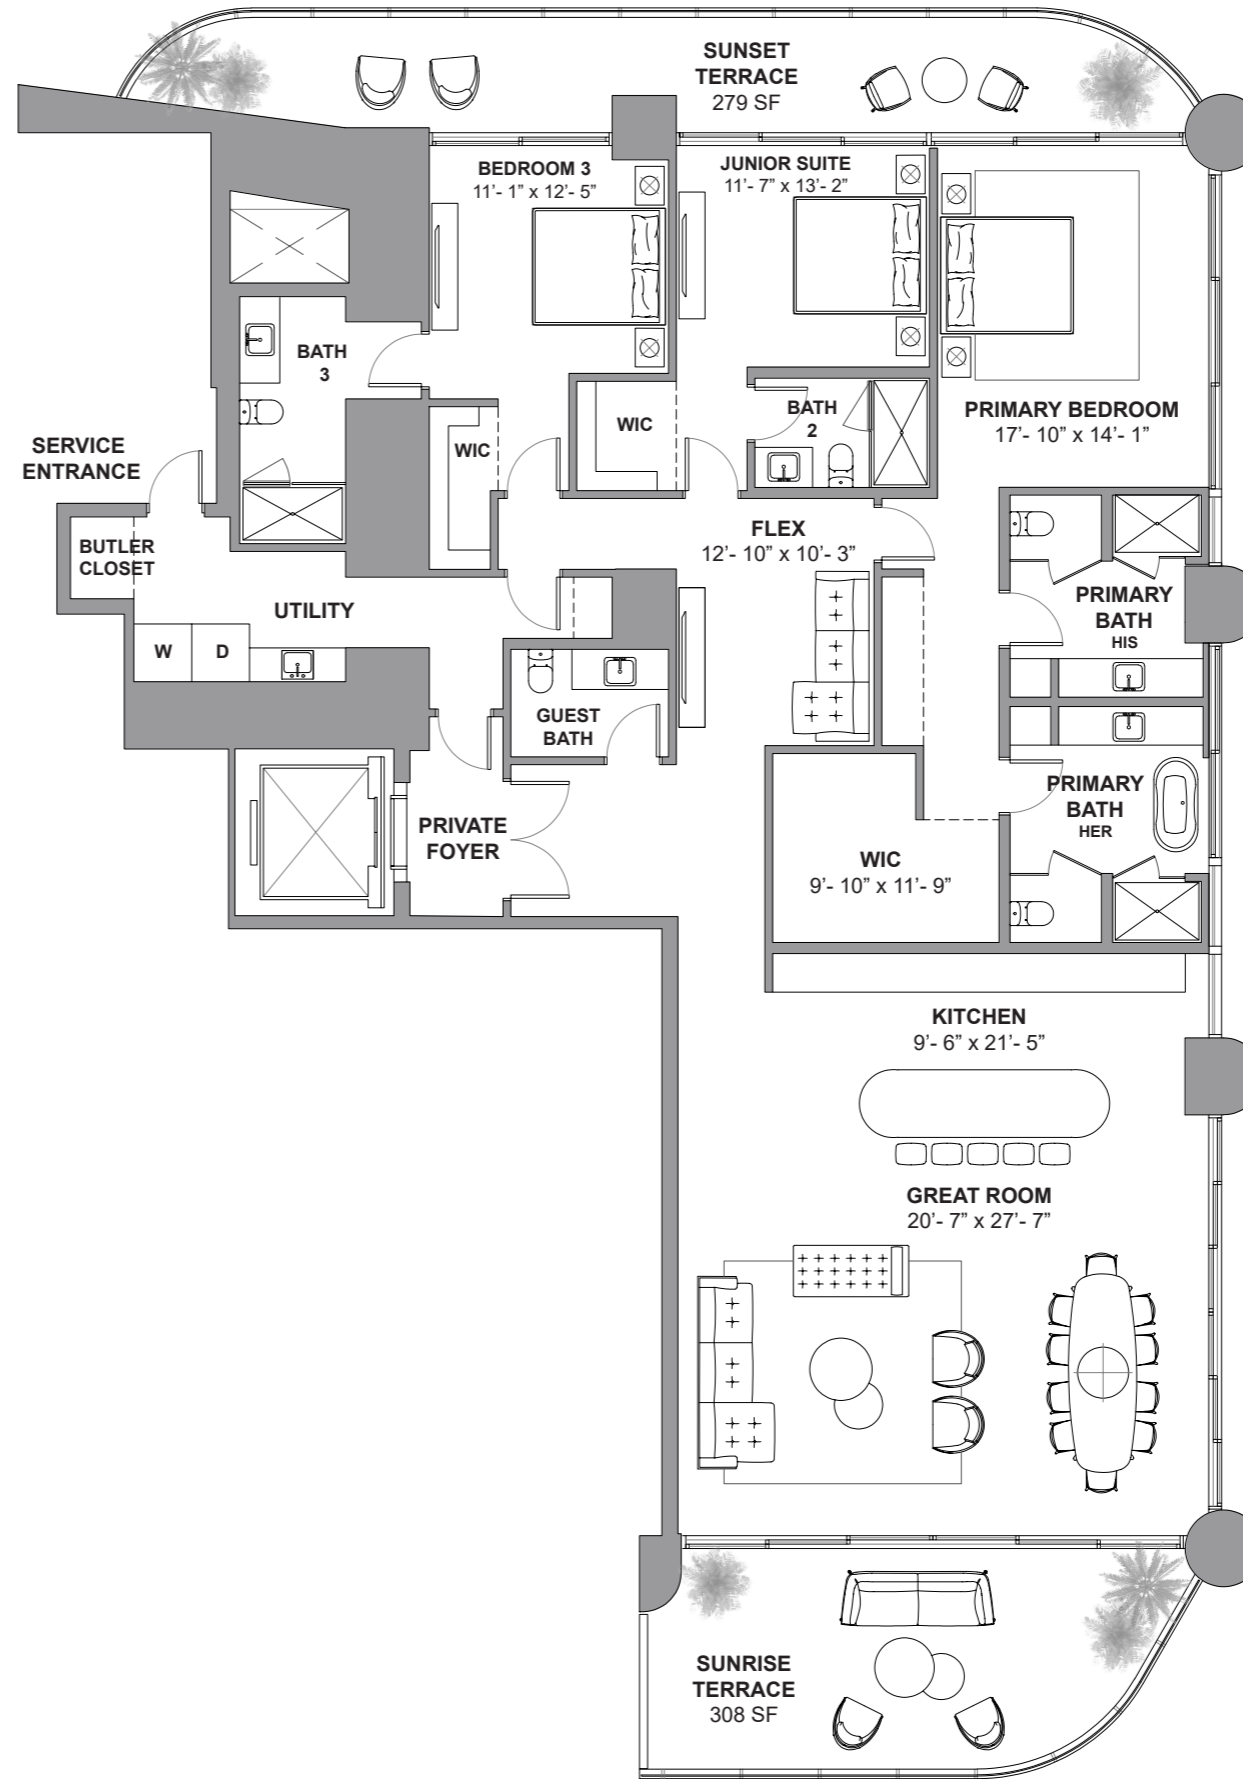 SUNSET
TERRACE
279 SF
BEDROOM 3
11’- 1” x 12’- 5”
JUNIOR SUITE
11’- 7” x 13’- 2”
BATH
3
WIC
WIC
BATH
2
PRIMARY BEDROOM
17’- 10” x 14’- 1”
SERVICE
ENTRANCE
BUTLER
CLOSET
FLEX
12’- 10” x 10’- 3”
UTILITY
W
D
PRIMARY
BATH
HIS
GUEST
BATH
PRIMARY
BATH
HER
PRIVATE
FOYER
WIC
9’- 10” x 11’- 9”
KITCHEN
9’- 6” x 21’- 5”
GREAT ROOM
20’- 7” x 27’- 7”
SUNRISE
TERRACE
308 SF